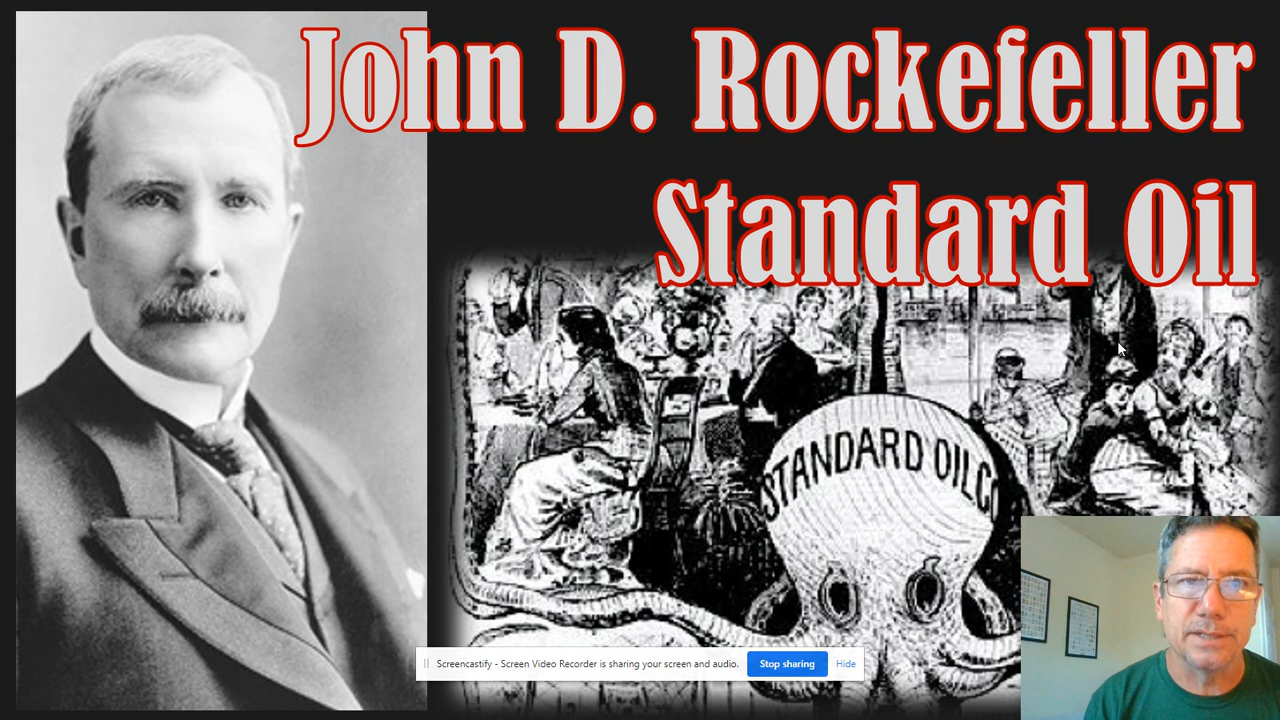 John D. Rockefeller
Standard Oil
STANDARD OIL CO
Screencastify - Screen Video Recorder is sharing your screen and audio.
Stop sharing
Hide